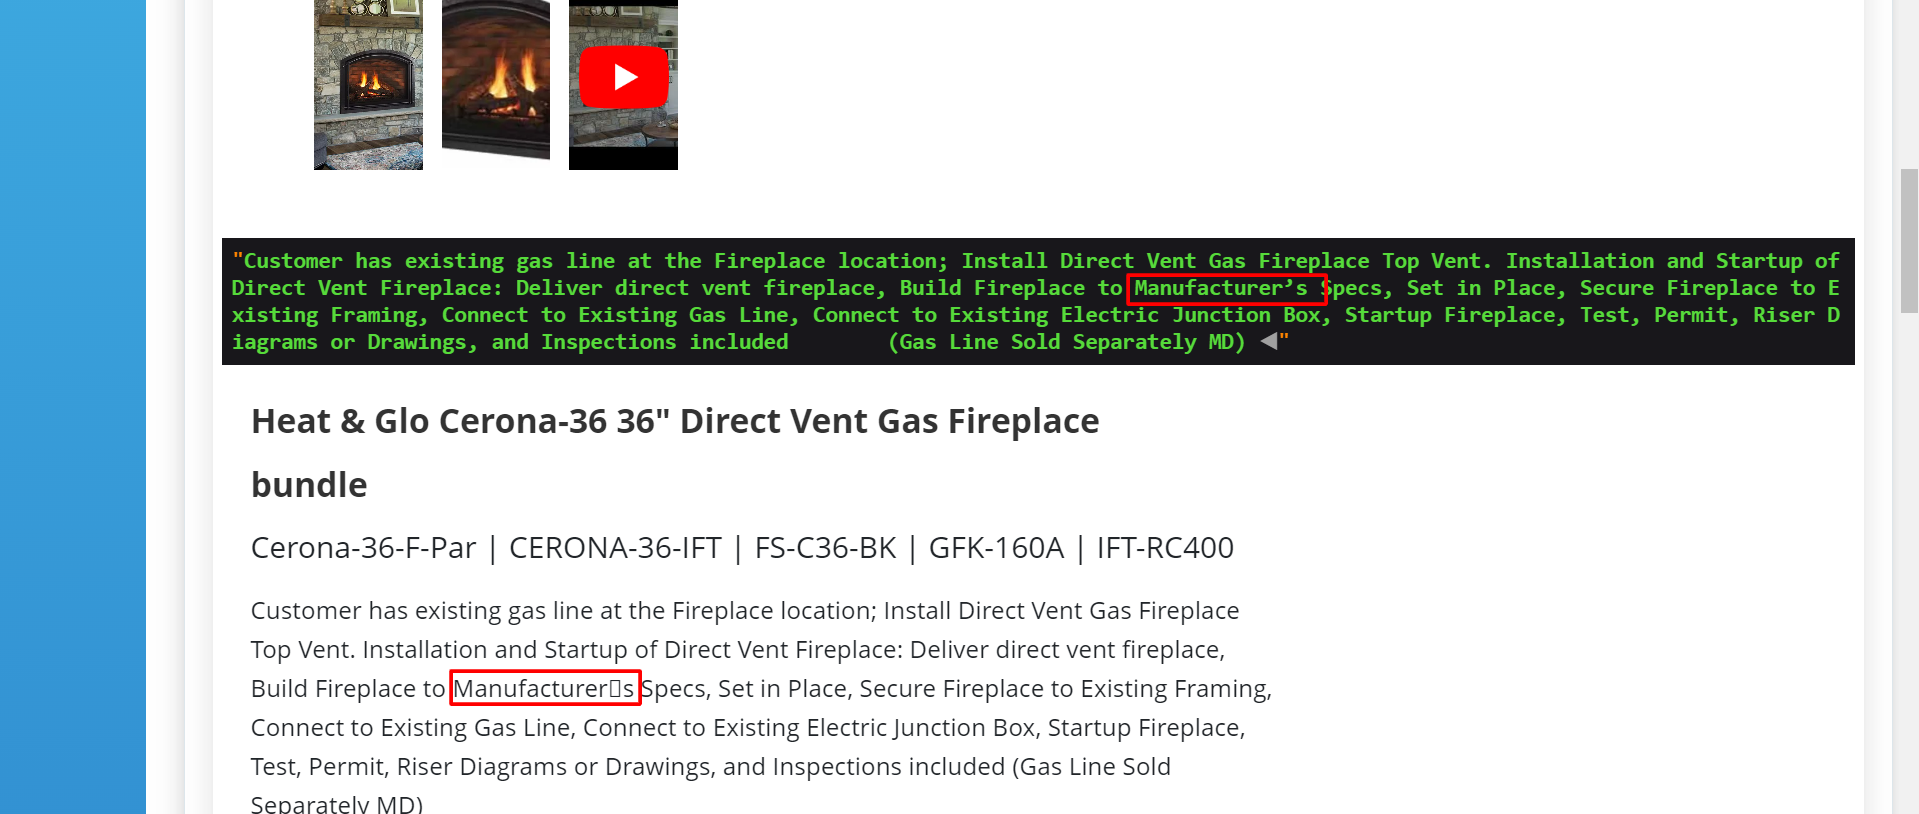 "Customer has existing gas line at the Fireplace location; Install Direct Vent Gas Fireplace Top Vent. Installation and Startup of
Direct Vent Fireplace: Deliver direct vent fireplace, Build Fireplace to Manufacturer’s Specs, Set in Place, Secure Fireplace to E
xisting Framing, Connect to Existing Gas Line, Connect to Existing Electric Junction Box, Startup Fireplace, Test, Permit, Riser D
iagrams or Drawings, and Inspections included        (Gas Line Sold Separately MD) ◀"
Heat & Glo Cerona-36 36" Direct Vent Gas Fireplace
bundle
Cerona-36-F-Par | CERONA-36-IFT | FS-C36-BK | GFK-160A | IFT-RC400
Customer has existing gas line at the Fireplace location; Install Direct Vent Gas Fireplace
Top Vent. Installation and Startup of Direct Vent Fireplace: Deliver direct vent fireplace,
Build Fireplace to Manufacturer▯s Specs, Set in Place, Secure Fireplace to Existing Framing,
Connect to Existing Gas Line, Connect to Existing Electric Junction Box, Startup Fireplace,
Test, Permit, Riser Diagrams or Drawings, and Inspections included (Gas Line Sold
Separately MD)